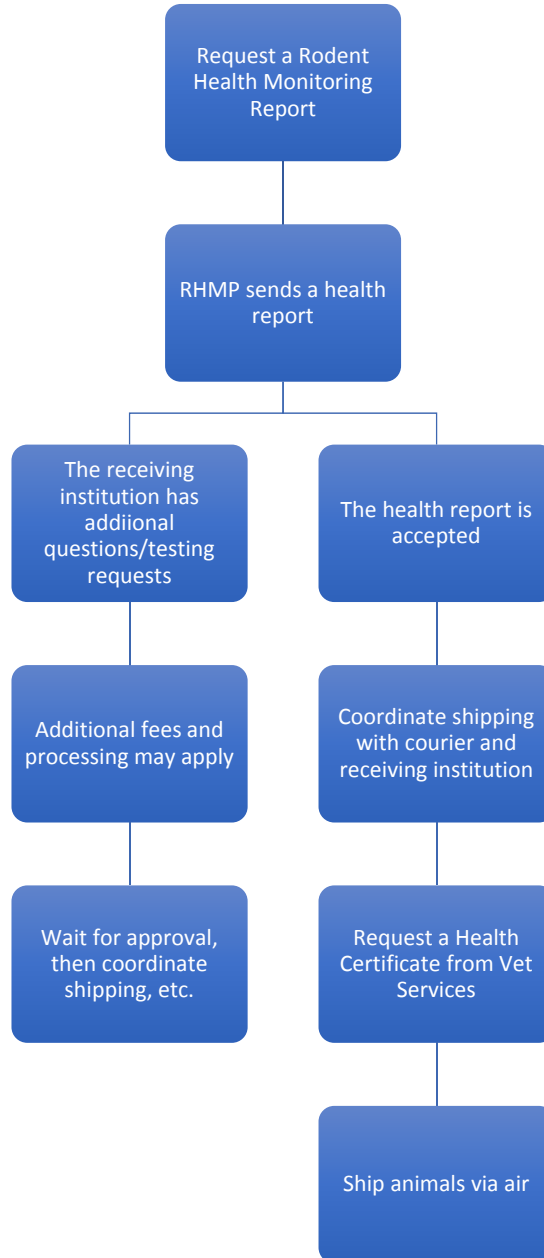 Request a Rodent
Health Monitoring
Report
RHMP sends a health
report
The receiving
institution has
addiional
questions/testing
requests
The health report is
accepted
Additional fees and
processing may apply
Coordinate shipping
with courier and
receiving institution
Wait for approval,
then coordinate
shipping, etc.
Request a Health
Certificate from Vet
Services
Ship animals via air